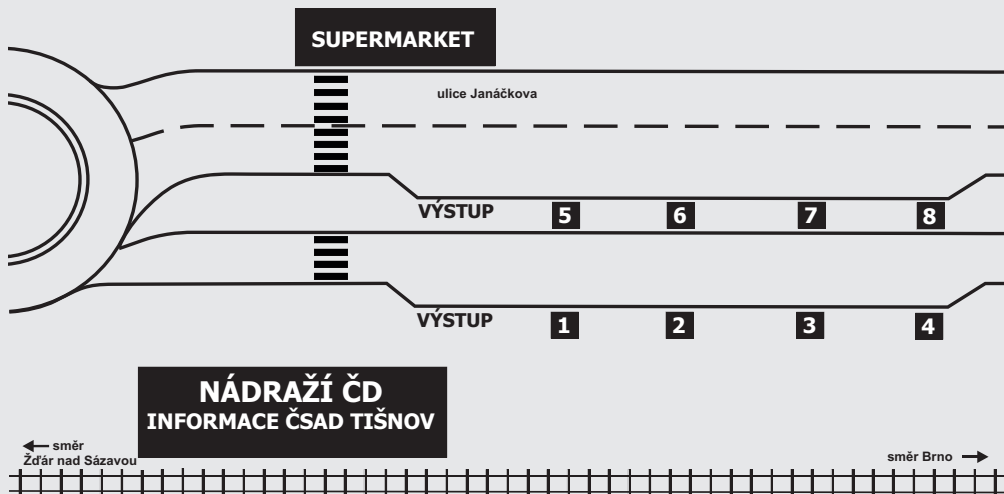 SUPERMARKET
ulice Janáčkova
VÝSTUP 5 6 7 8
VÝSTUP 1 2 3 4
NÁDRAŽÍ ČD
INFORMACE ČSAD TIŠNOV
směr
Žďár nad Sázavou
směr Brno